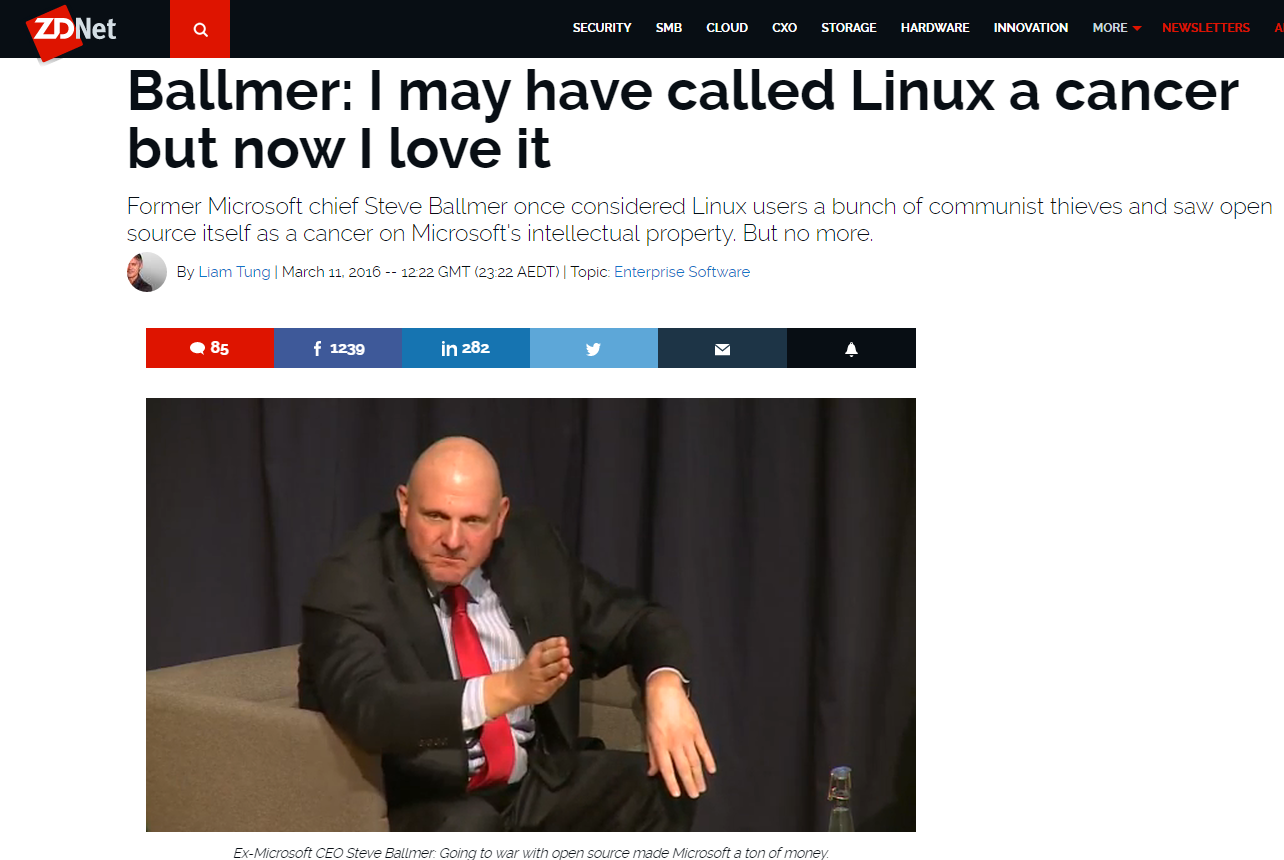 ZDNet
SECURITY SMB CLOUD CXO STORAGE HARDWARE INNOVATION MORE NEWSLETTERS
Ballmer: I may have called Linux a cancer
but now I love it
Former Microsoft chief Steve Ballmer once considered Linux users a bunch of communist thieves and saw open
source itself as a cancer on Microsoft's intellectual property. But no more.
By Liam Tung | March 11, 2016 -- 12:22 GMT (23:22 AEDT) | Topic: Enterprise Software
85 f 1239 in 282
Ex-Microsoft CEO Steve Ballmer: Going to war with open source made Microsoft a ton of money.